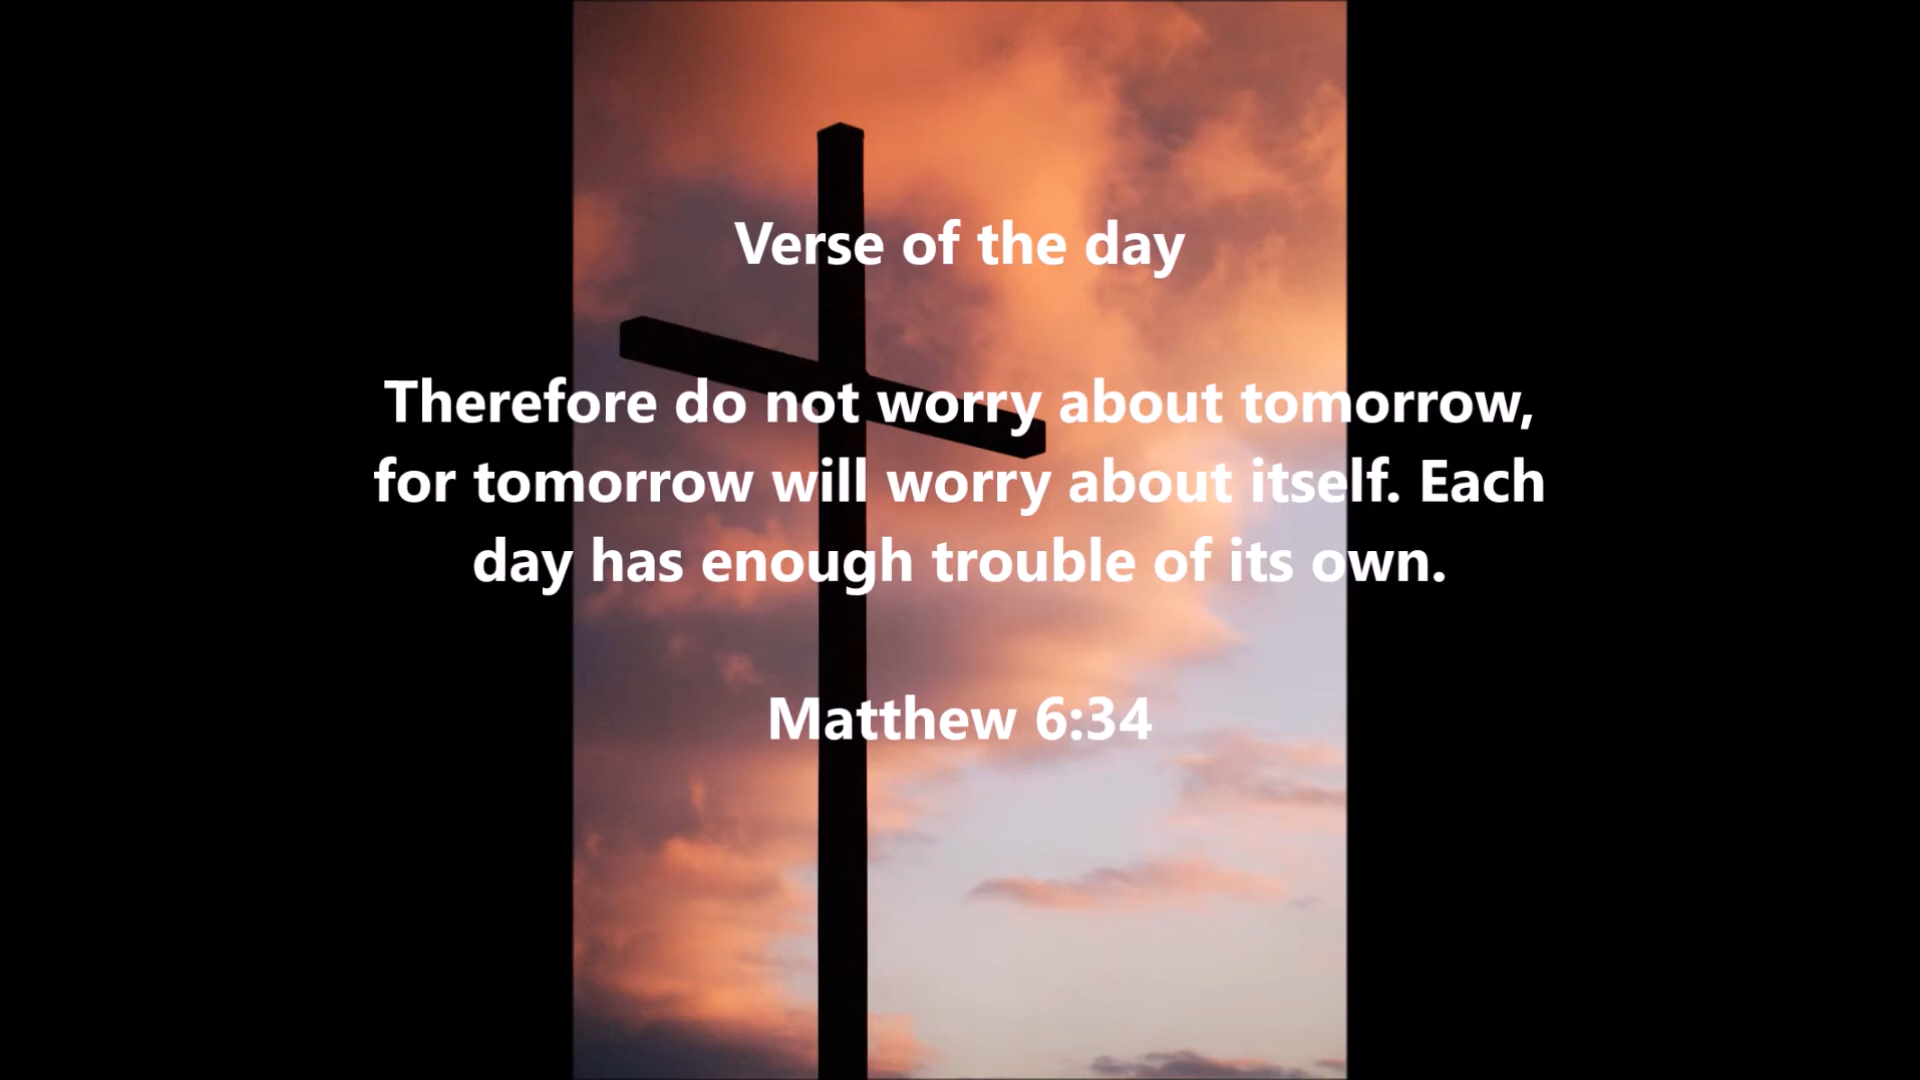 Verse of the day
Therefore do not worry about tomorrow,
for tomorrow will worry about itself. Each
day has enough trouble of its own.
Matthew 6:34